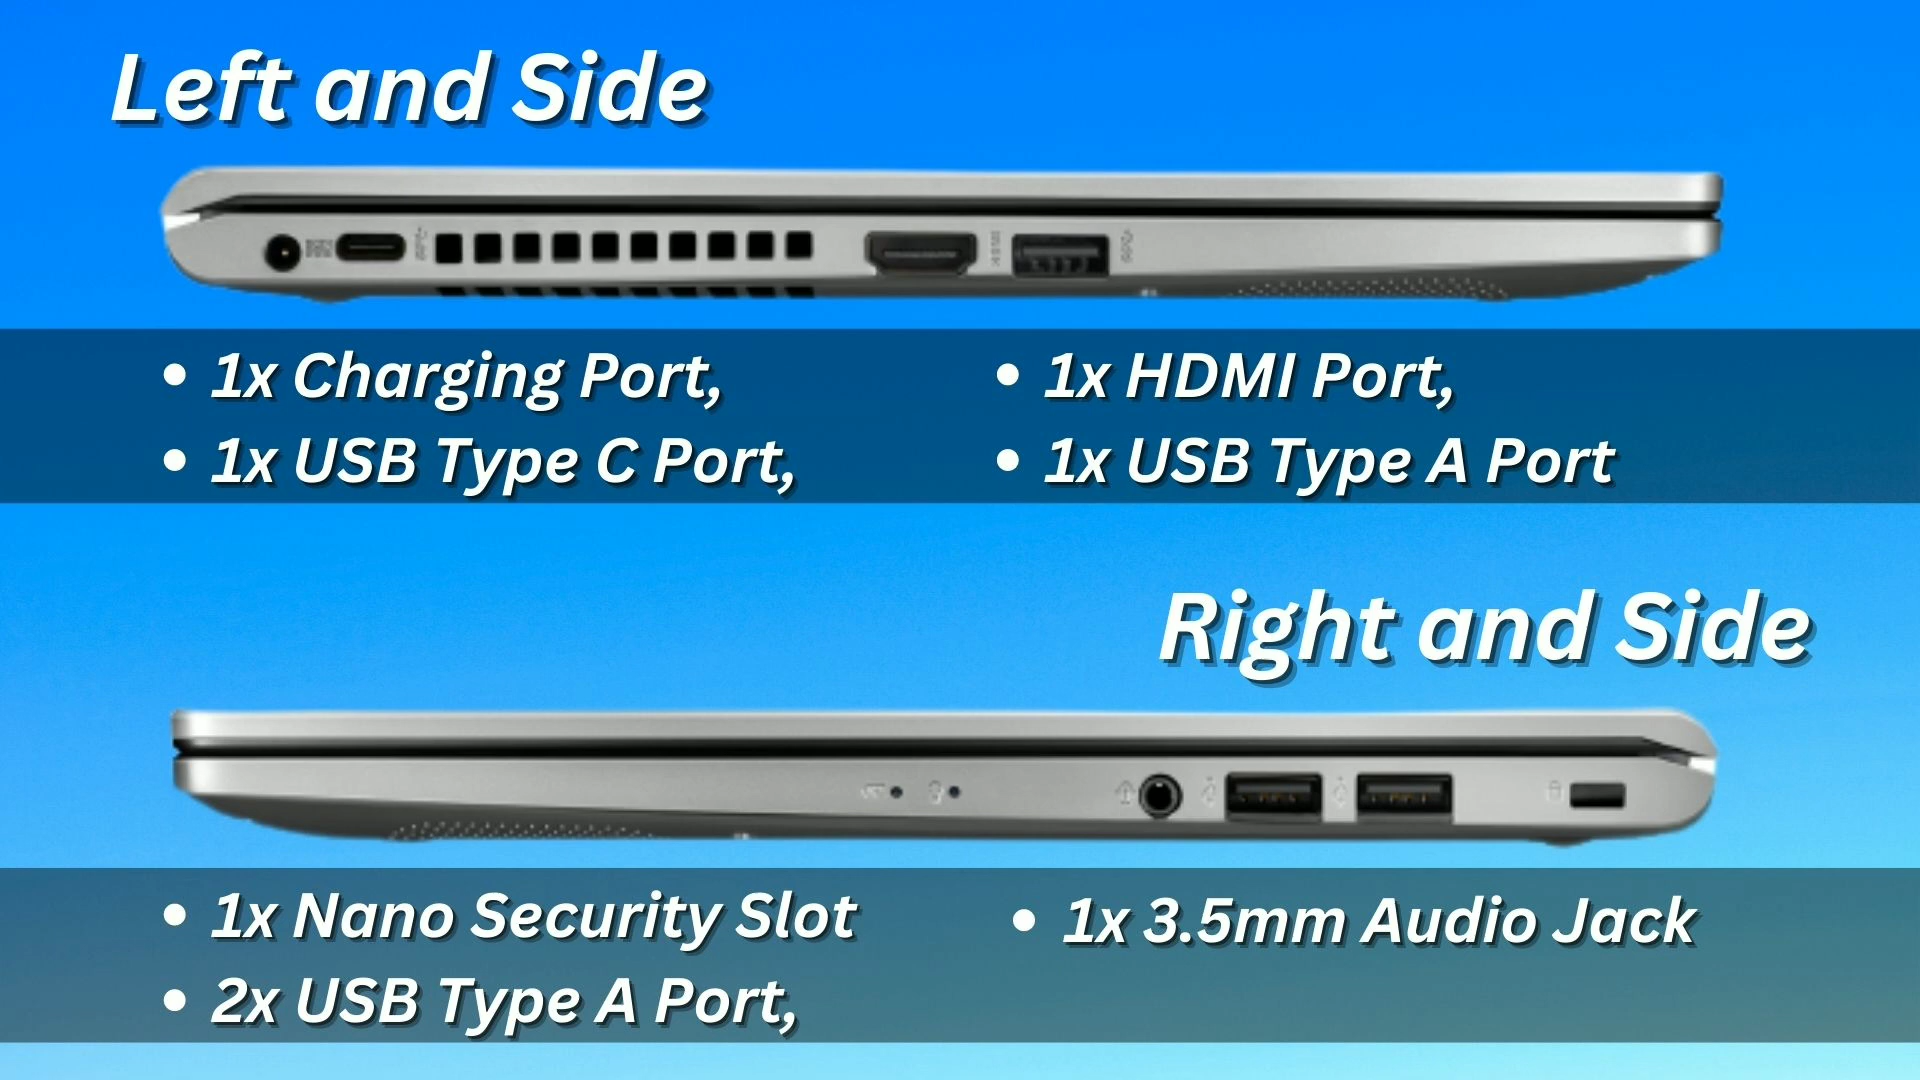 Left and Side
1x Charging Port,
1x USB Type C Port,
1x HDMI Port,
1x USB Type A Port
Right and Side
1x Nano Security Slot
2x USB Type A Port,
1x 3.5mm Audio Jack